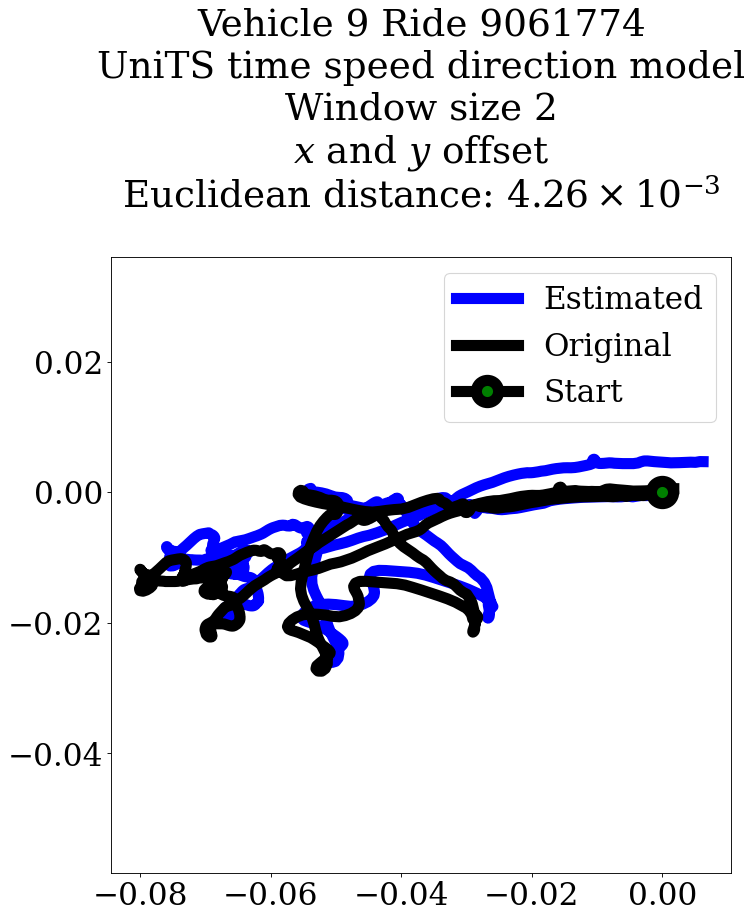 Vehicle 9 Ride 9061774
UniTS time speed direction model
Window size 2
x and y offset
Euclidean distance: 4.26 × 10⁻³
Estimated
Original
Start
0.02
0.00
−0.02
−0.04
−0.08 −0.06 −0.04 −0.02 0.00